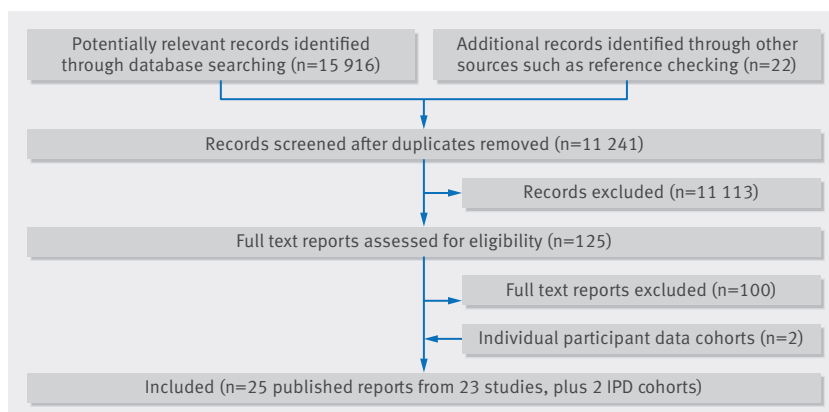 Potentially relevant records identified
through database searching (n=15 916)
Additional records identified through other
sources such as reference checking (n=22)
Records screened after duplicates removed (n=11 241)
Records excluded (n=11 113)
Full text reports assessed for eligibility (n=125)
Full text reports excluded (n=100)
Individual participant data cohorts (n=2)
Included (n=25 published reports from 23 studies, plus 2 IPD cohorts)